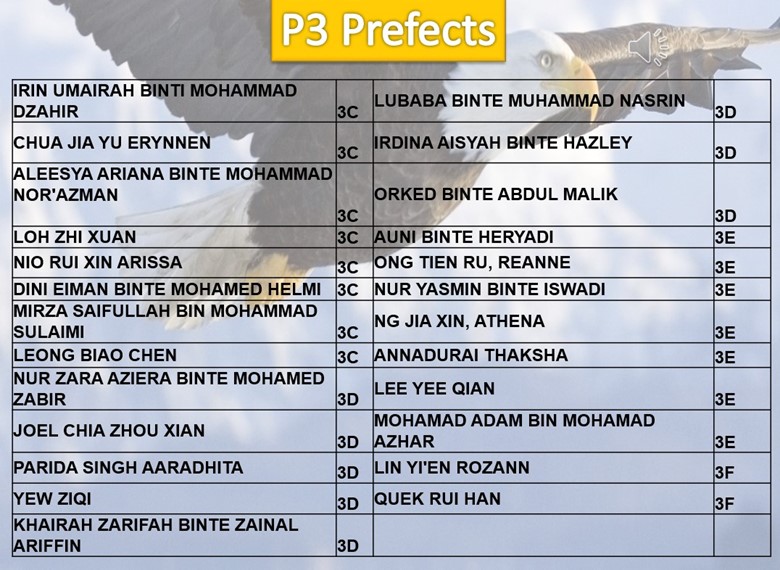 P3 Prefects
IRIN UMAIRAH BINTI MOHAMMAD
DZAHIR 3C LUBABA BINTE MUHAMMAD NASRIN 3D
CHUA JIA YU ERYNNEN 3C IRDINA AISYAH BINTE HAZLEY 3D
ALEESYA ARIANA BINTE MOHAMMAD
NOR'AZMAN 3C ORKED BINTE ABDUL MALIK 3D
LOH ZHI XUAN 3C AUNI BINTE HERYADI 3E
NIO RUI XIN ARISSA 3C ONG TIEN RU, REANNE 3E
DINI EIMAN BINTE MOHAMED HELMI 3C NUR YASMIN BINTE ISWADI 3E
MIRZA SAIFULLAH BIN MOHAMMAD
SULAIMI 3C NG JIA XIN, ATHENA 3E
LEONG BIAO CHEN 3C ANNADURAI THAKSHA 3E
NUR ZARA AZIERA BINTE MOHAMED
ZABIR 3D LEE YEE QIAN 3E
JOEL CHIA ZHOU XIAN 3D MOHAMAD ADAM BIN MOHAMAD
AZHAR 3E
PARIDA SINGH AARADHITA 3D LIN YI'EN ROZANN 3F
YEW ZIQI 3D QUEK RUI HAN 3F
KHAIRAH ZARIFAH BINTE ZAINAL
ARIFFIN 3D